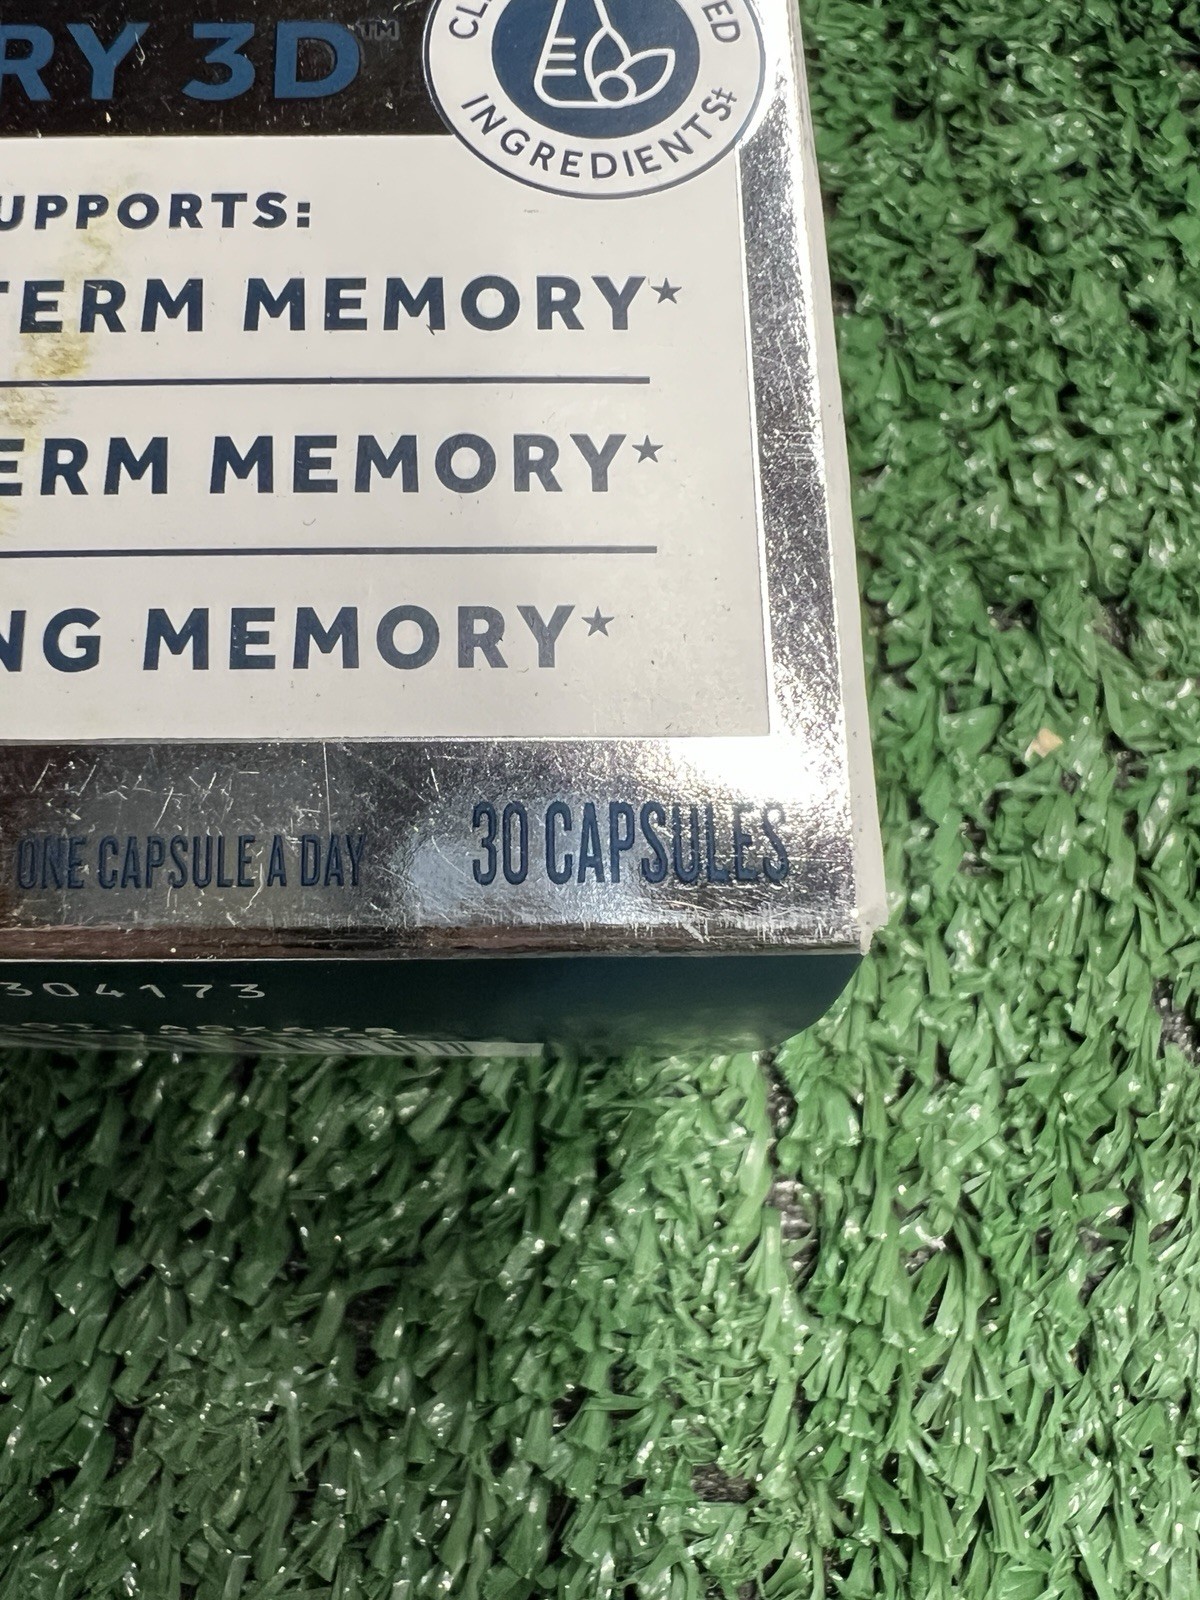 RY 3D™
INGREDIENTS‡
UPPORTS:
TERM MEMORY*
ERM MEMORY*
NG MEMORY*
ONE CAPSULE A DAY
30 CAPSULES
304173